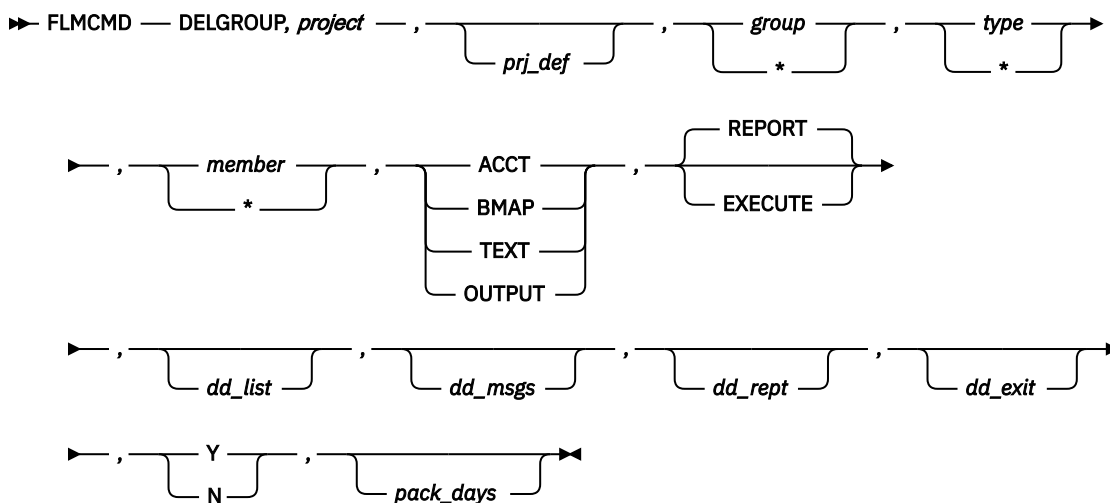 FLMCMD DELGROUP, project , prj_def , group * , type *
, member * , ACCT BMAP TEXT OUTPUT , REPORT EXECUTE
, dd_list , dd_msgs , dd_rept , dd_exit
, Y N , pack_days